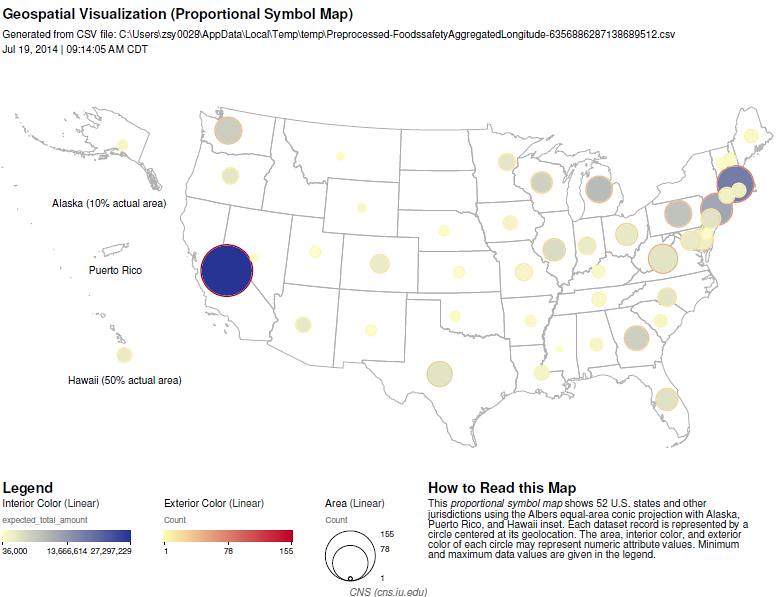 Geospatial Visualization (Proportional Symbol Map)
Generated from CSV file: C:\Users\zsy0028\AppData\Local\Temp\temp\Preprocessed-FoodssafetyAggregatedLongitude-6356886287138689512.csv
Jul 19, 2014 | 09:14:05 AM CDT
Alaska (10% actual area)
Puerto Rico
Hawaii (50% actual area)
Legend
Interior Color (Linear)
expected_total_amount
36,000 13,666,614 27,297,229
Exterior Color (Linear)
Count
1 78 155
Area (Linear)
Count
155
78
1
How to Read this Map
This proportional symbol map shows 52 U.S. states and other
jurisdictions using the Albers equal-area conic projection with Alaska,
Puerto Rico, and Hawaii inset. Each dataset record is represented by a
circle centered at its geolocation. The area, interior color, and exterior
color of each circle may represent numeric attribute values. Minimum
and maximum data values are given in the legend.
CNS (cns.iu.edu)